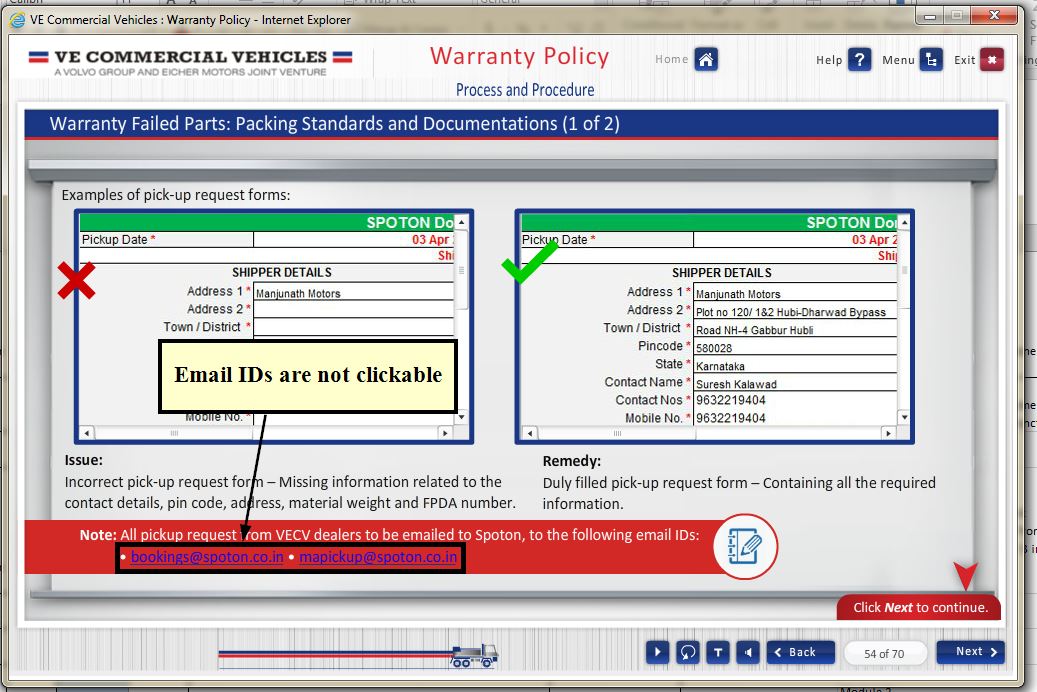 VE Commercial Vehicles : Warranty Policy - Internet Explorer
VE COMMERCIAL VEHICLES
A VOLVO GROUP AND EICHER MOTORS JOINT VENTURE
Warranty Policy
Home
Help ?
Menu
Exit
Process and Procedure
Warranty Failed Parts: Packing Standards and Documentations (1 of 2)
Examples of pick-up request forms:
SPOTON Do
Pickup Date *
03 Apr 2
Shi
SHIPPER DETAILS
Address 1 * Manjunath Motors
Address 2 *
Town / District *
Mobile No. *
Email IDs are not clickable
SPOTON Do
Pickup Date *
03 Apr 2
Ship
SHIPPER DETAILS
Address 1 * Manjunath Motors
Address 2 * Plot no 120/ 1&2 Hubi-Dharwad Bypass
Town / District * Road NH-4 Gabbur Hubli
Pincode * 580028
State * Karnataka
Contact Name * Suresh Kalawad
Contact Nos * 9632219404
Mobile No. * 9632219404
Issue:
Incorrect pick-up request form – Missing information related to the
contact details, pin code, address, material weight and FPDA number.
Remedy:
Duly filled pick-up request form – Containing all the required
information.
Note: All pickup request from VECV dealers to be emailed to Spoton, to the following email IDs:
• bookings@spoton.co.in • mapickup@spoton.co.in
Click Next to continue.
T
Back
54 of 70
Next